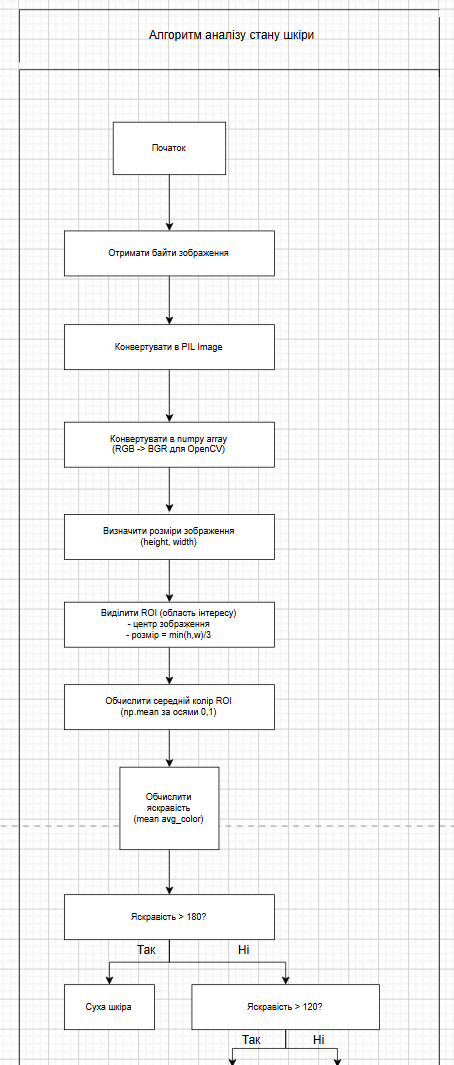 Алгоритм аналізу стану шкіри
Початок
Отримати байти зображення
Конвертувати в PIL Image
Конвертувати в numpy array
(RGB -> BGR для OpenCV)
Визначити розміри зображення
(height, width)
Виділити ROI (область інтересу)
- центр зображення
- розмір = min(h,w)/3
Обчислити середній колір ROI
(np.mean за осями 0,1)
Обчислити
яскравість
(mean avg_color)
Яскравість > 180?
Так
Ні
Суха шкіра
Яскравість > 120?
Так
Ні